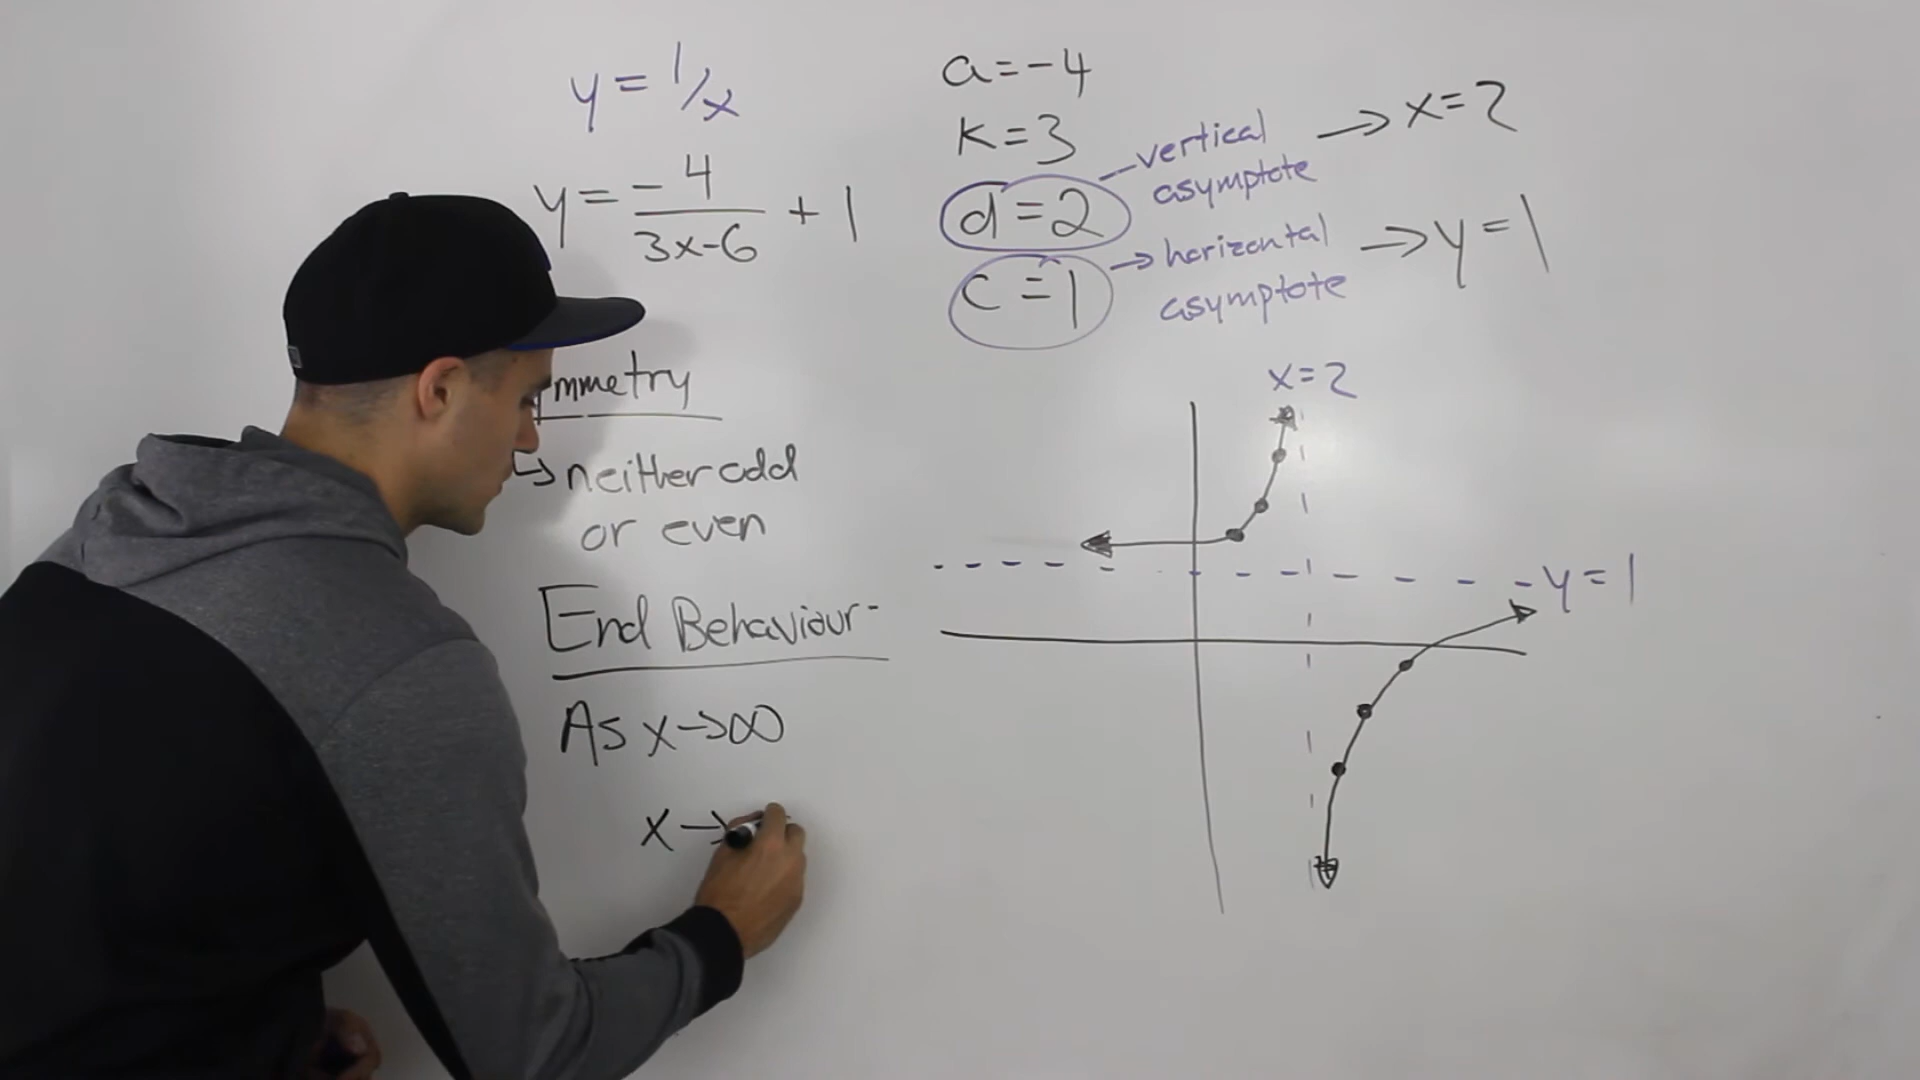 y = 1/x
y = -4/(3x-6) + 1
a = -4
k = 3
d = 2
c = 1
vertical
asymptote
→ x = 2
→ horizontal
asymptote
→ y = 1
mmetry
↳ neither odd
or even
End Behaviour
As x→∞
x→
x = 2
y = 1